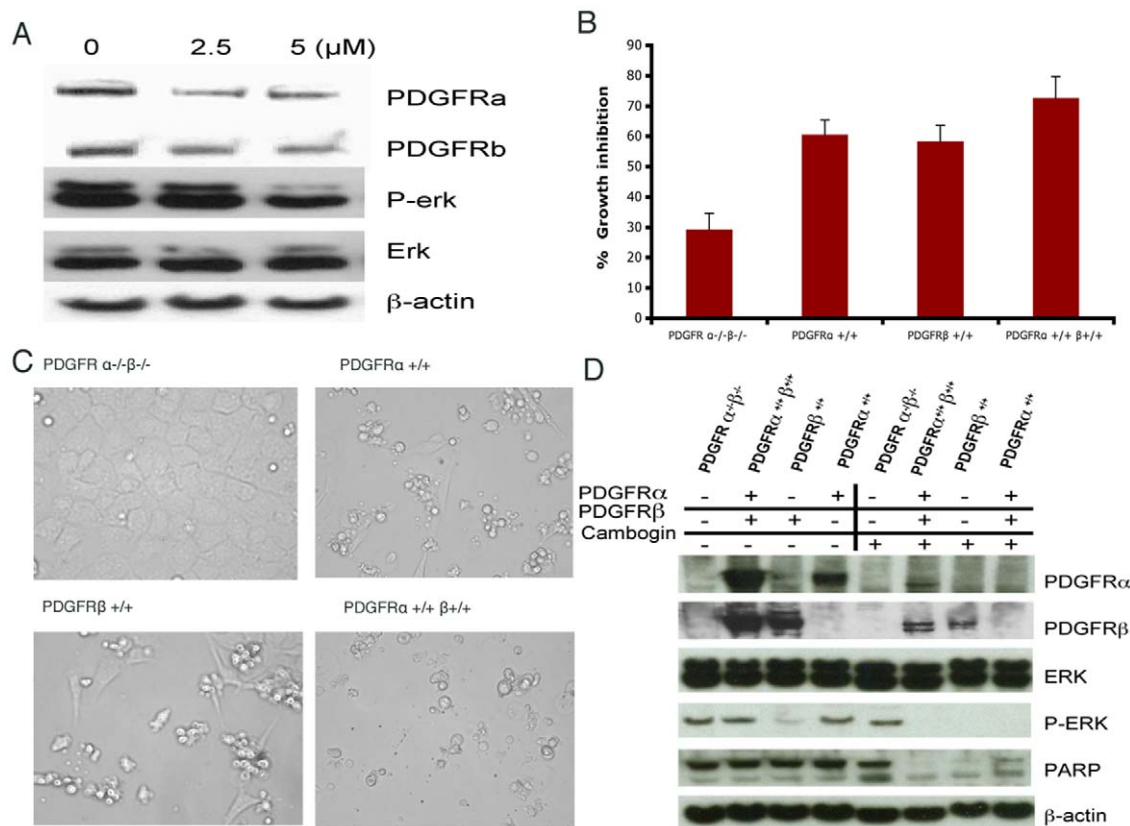 A
0 2.5 5 (µM)
PDGFRa
PDGFRb
P-erk
Erk
β-actin
B
% Growth inhibition
90
80
70
60
50
40
30
20
10
0
PDGFR α-/-β-/- PDGFRα +/+ PDGFRβ +/+ PDGFRα +/+ β+/+
C
PDGFR α-/-β-/- PDGFRα +/+
PDGFRβ +/+ PDGFRα +/+ β+/+
D
PDGFR α-/-β-/- PDGFRα+/+ β+/+ PDGFRβ +/+ PDGFRα+/+ PDGFR α-/-β-/- PDGFRα+/+ β+/+ PDGFRβ +/+ PDGFRα +/+
PDGFRα - + - + - + - +
PDGFRβ - + + - - + + +
Cambogin - - - - + + + +
PDGFRα
PDGFRβ
ERK
P-ERK
PARP
β-actin